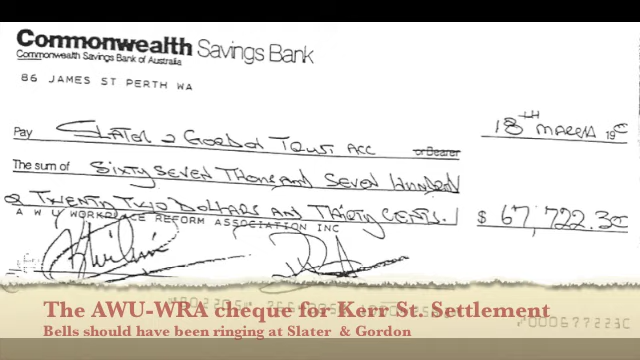 Commonwealth Savings Bank
Commonwealth Savings Bank of Australia
86 JAMES ST PERTH WA
18TH MARCH 19
Pay SLATER & GORDON TRUST ACC or Bearer
The sum of SIXTY SEVEN THOUSAND SEVEN HUNDRED
& TWENTY TWO DOLLARS AND THIRTY CENTS. $ 67,722.30
A W U WORKPLACE REFORM ASSOCIATION INC
The AWU-WRA cheque for Kerr St. Settlement
Bells should have been ringing at Slater & Gordon